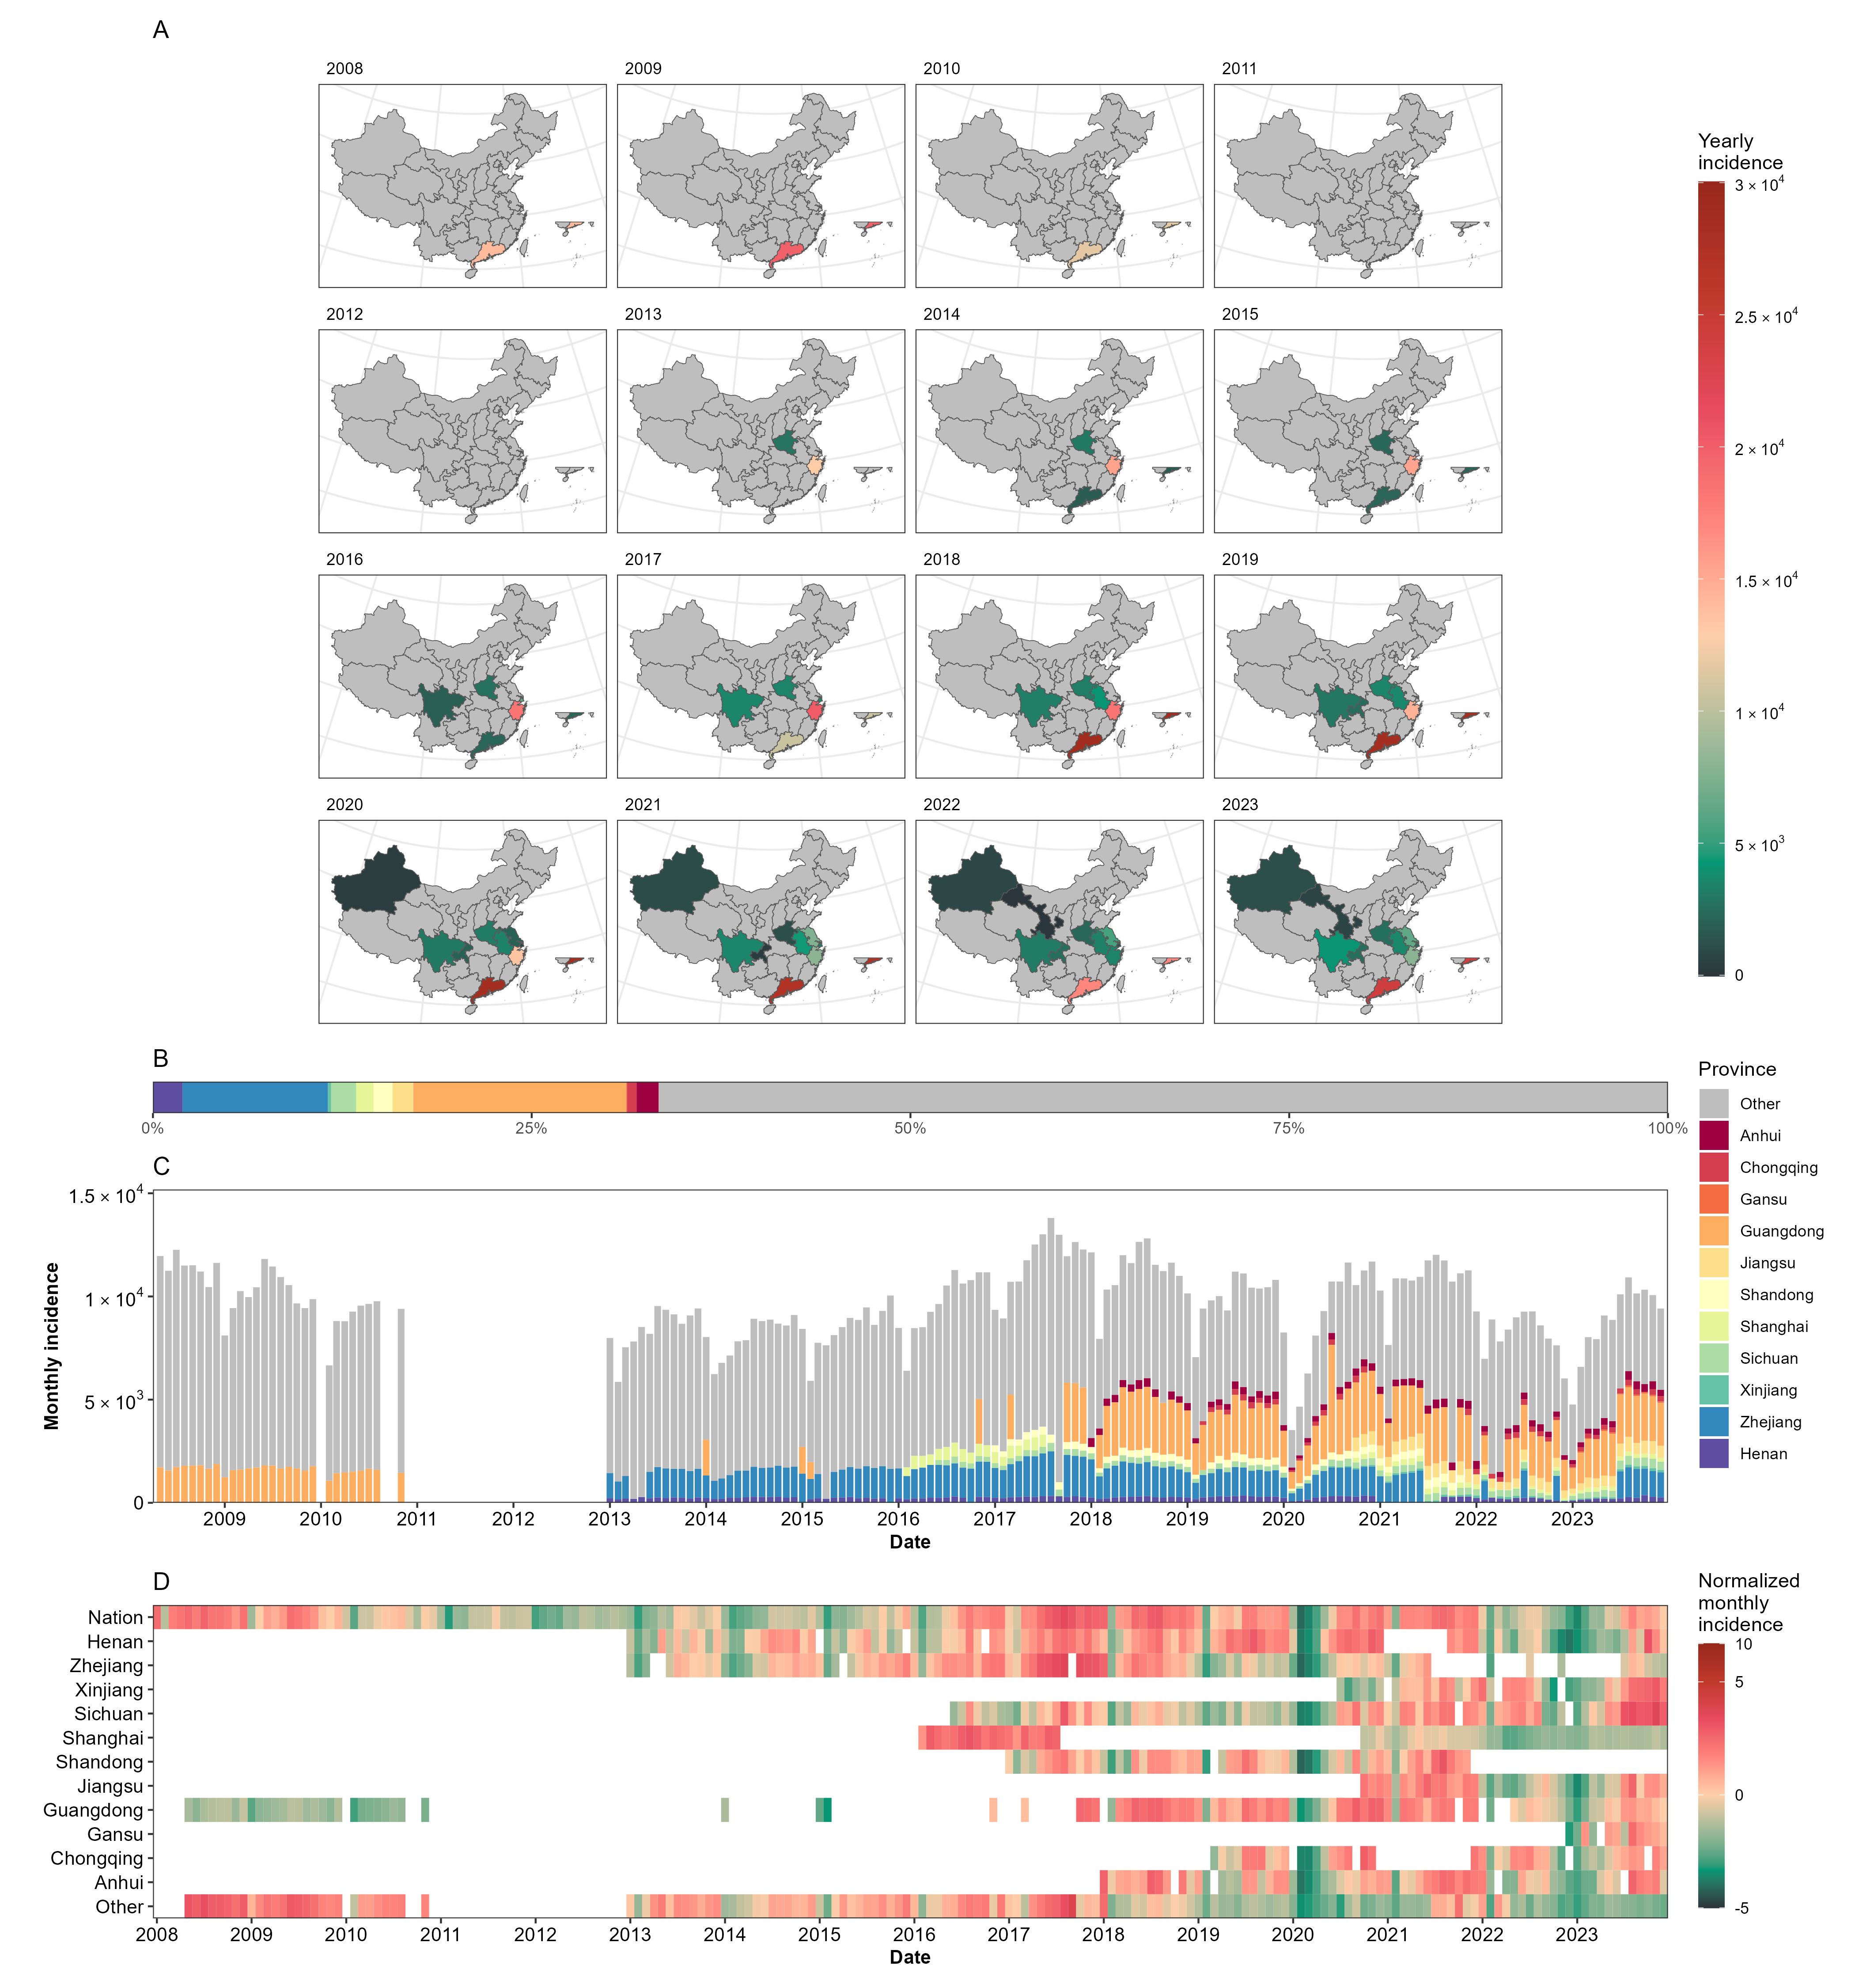 A
2008
2009
2010
2011
2012
2013
2014
2015
2016
2017
2018
2019
2020
2021
2022
2023
Yearly
incidence
3 × 10⁴
2.5 × 10⁴
2 × 10⁴
1.5 × 10⁴
1 × 10⁴
5 × 10³
0
B
0%
25%
50%
75%
100%
Province
Other
Anhui
Chongqing
Gansu
Guangdong
Jiangsu
Shandong
Shanghai
Sichuan
Xinjiang
Zhejiang
Henan
C
Monthly incidence
1.5 × 10⁴
1 × 10⁴
5 × 10³
0
2009
2010
2011
2012
2013
2014
2015
2016
2017
2018
2019
2020
2021
2022
2023
Date
D
Nation
Henan
Zhejiang
Xinjiang
Sichuan
Shanghai
Shandong
Jiangsu
Guangdong
Gansu
Chongqing
Anhui
Other
2008
2009
2010
2011
2012
2013
2014
2015
2016
2017
2018
2019
2020
2021
2022
2023
Date
Normalized
monthly
incidence
10
5
0
-5